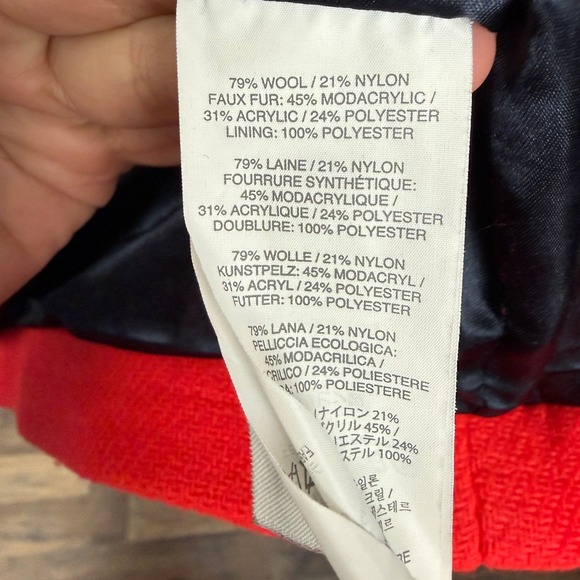 79% WOOL / 21% NYLON
FAUX FUR: 45% MODACRYLIC /
31% ACRYLIC / 24% POLYESTER
LINING: 100% POLYESTER
79% LAINE / 21% NYLON
FOURRURE SYNTHÉTIQUE:
45% MODACRYLIQUE /
31% ACRYLIQUE / 24% POLYESTER
DOUBLURE: 100% POLYESTER
79% WOLLE / 21% NYLON
KUNSTPELZ: 45% MODACRYL /
31% ACRYL / 24% POLYESTER
FUTTER: 100% POLYESTER
79% LANA / 21% NYLON
PELLICCIA ECOLOGICA:
45% MODACRILICA /
CRILICO / 24% POLIESTERE
100% POLIESTERE
ナイロン 21%
クリル 45% /
エステル 24%
ステル 100%